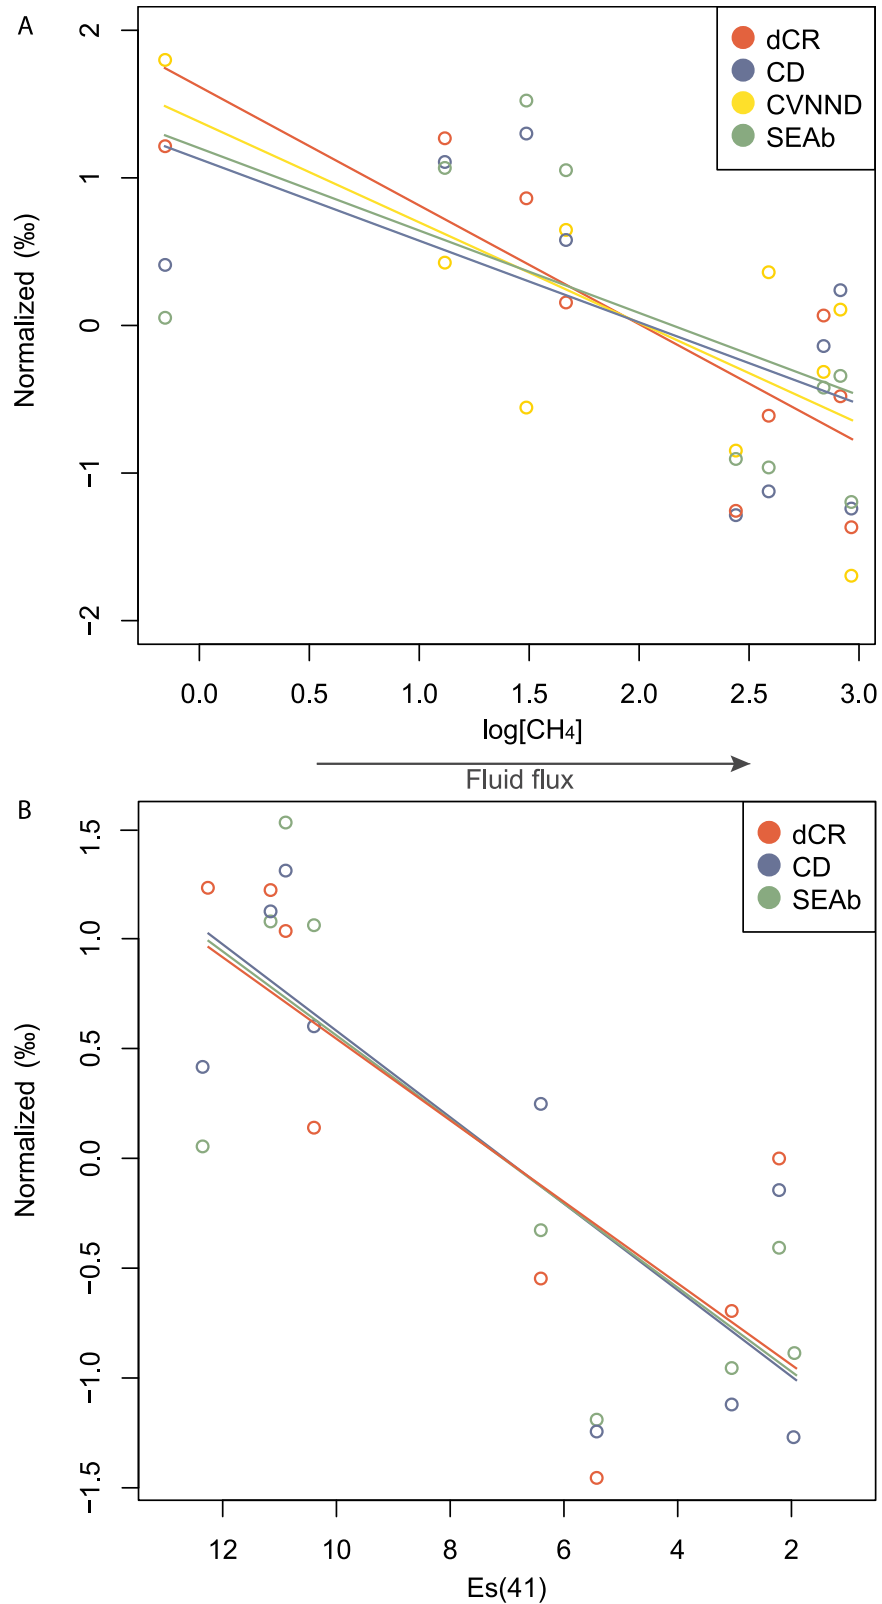 A
dCR
CD
CVNND
SEAb
2
1
0
−1
−2
Normalized (‰)
0.0 0.5 1.0 1.5 2.0 2.5 3.0
log[CH₄]
Fluid flux
B
dCR
CD
SEAb
1.5
1.0
0.5
0.0
−0.5
−1.0
−1.5
Normalized (‰)
12 10 8 6 4 2
Es(41)